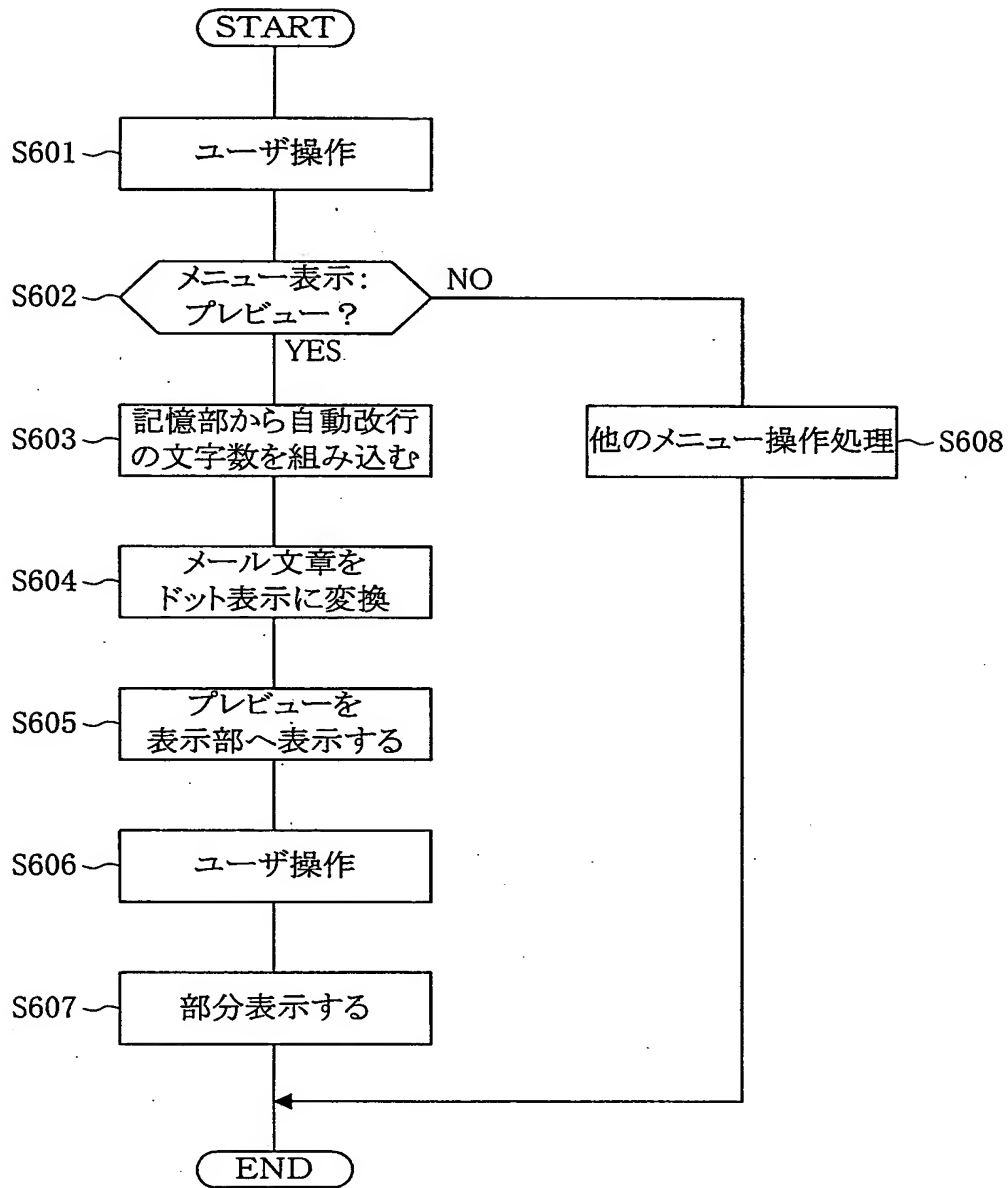 START
S601
ユーザ操作
S602
メニュー表示:
プレビュー?
NO
YES
S603
記憶部から自動改行
の文字数を組み込む
他のメニュー操作処理
S608
S604
メール文章を
ドット表示に変換
S605
プレビューを
表示部へ表示する
S606
ユーザ操作
S607
部分表示する
END